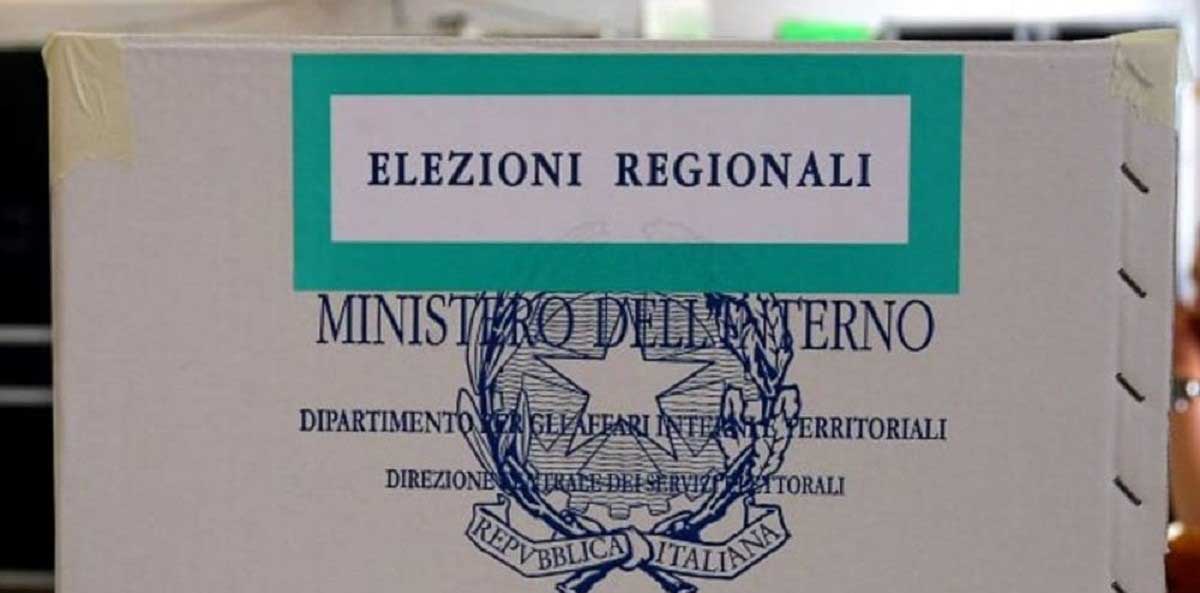 ELEZIONI REGIONALI
MINISTERO DELL'INTERNO
DIPARTIMENTO PER GLI AFFARI INTERNI E TERRITORIALI
DIREZIONE CENTRALE DEI SERVIZI ELETTORALI
REPVBBLICA ITALIANA